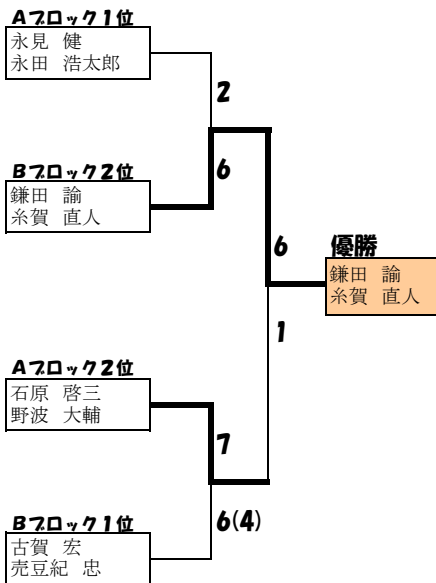 Aブロック1位
永見 健
永田 浩太郎
2
Bブロック2位
鎌田 諭
糸賀 直人
6
6
優勝
鎌田 諭
糸賀 直人
1
Aブロック2位
石原 啓三
野波 大輔
7
Bブロック1位
古賀 宏
売豆紀 忠
6(4)